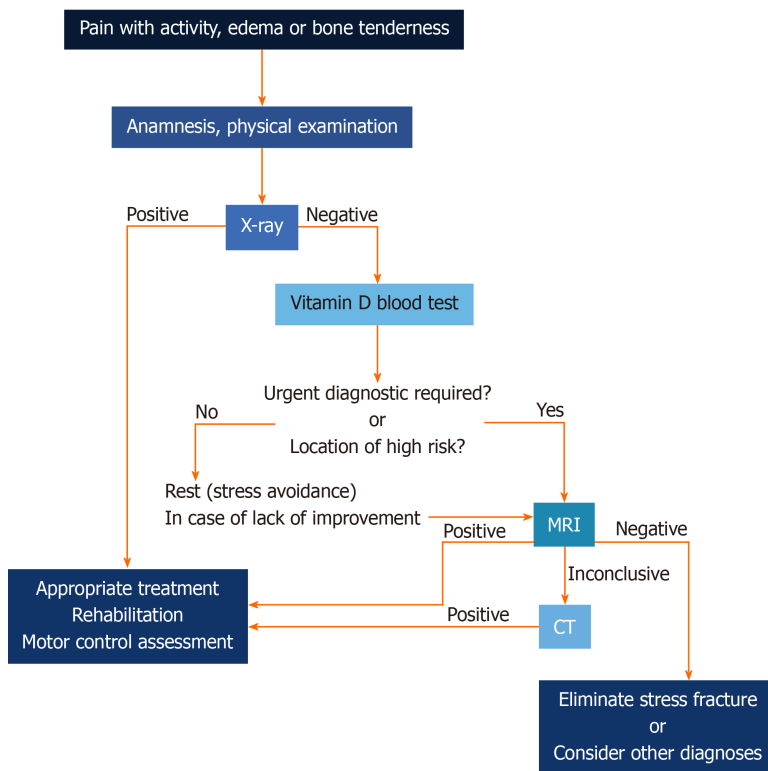 Pain with activity, edema or bone tenderness
Anamnesis, physical examination
Positive
X-ray
Negative
Vitamin D blood test
Urgent diagnostic required?
No
or
Yes
Location of high risk?
Rest (stress avoidance)
In case of lack of improvement
MRI
Positive
Negative
Inconclusive
Appropriate treatment
Rehabilitation
Motor control assessment
Positive
CT
Eliminate stress fracture
or
Consider other diagnoses